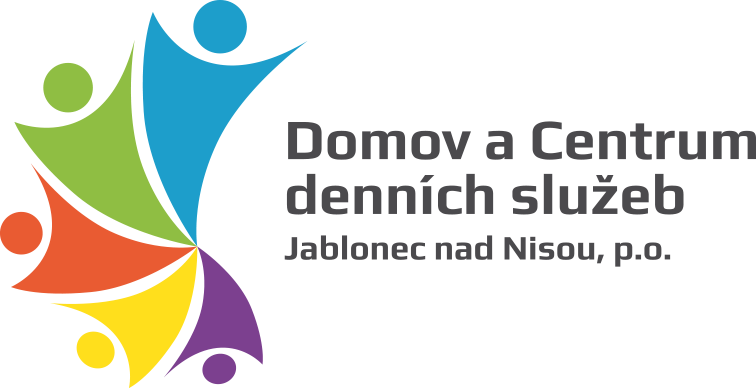 Domov a Centrum
denních služeb
Jablonec nad Nisou, p.o.